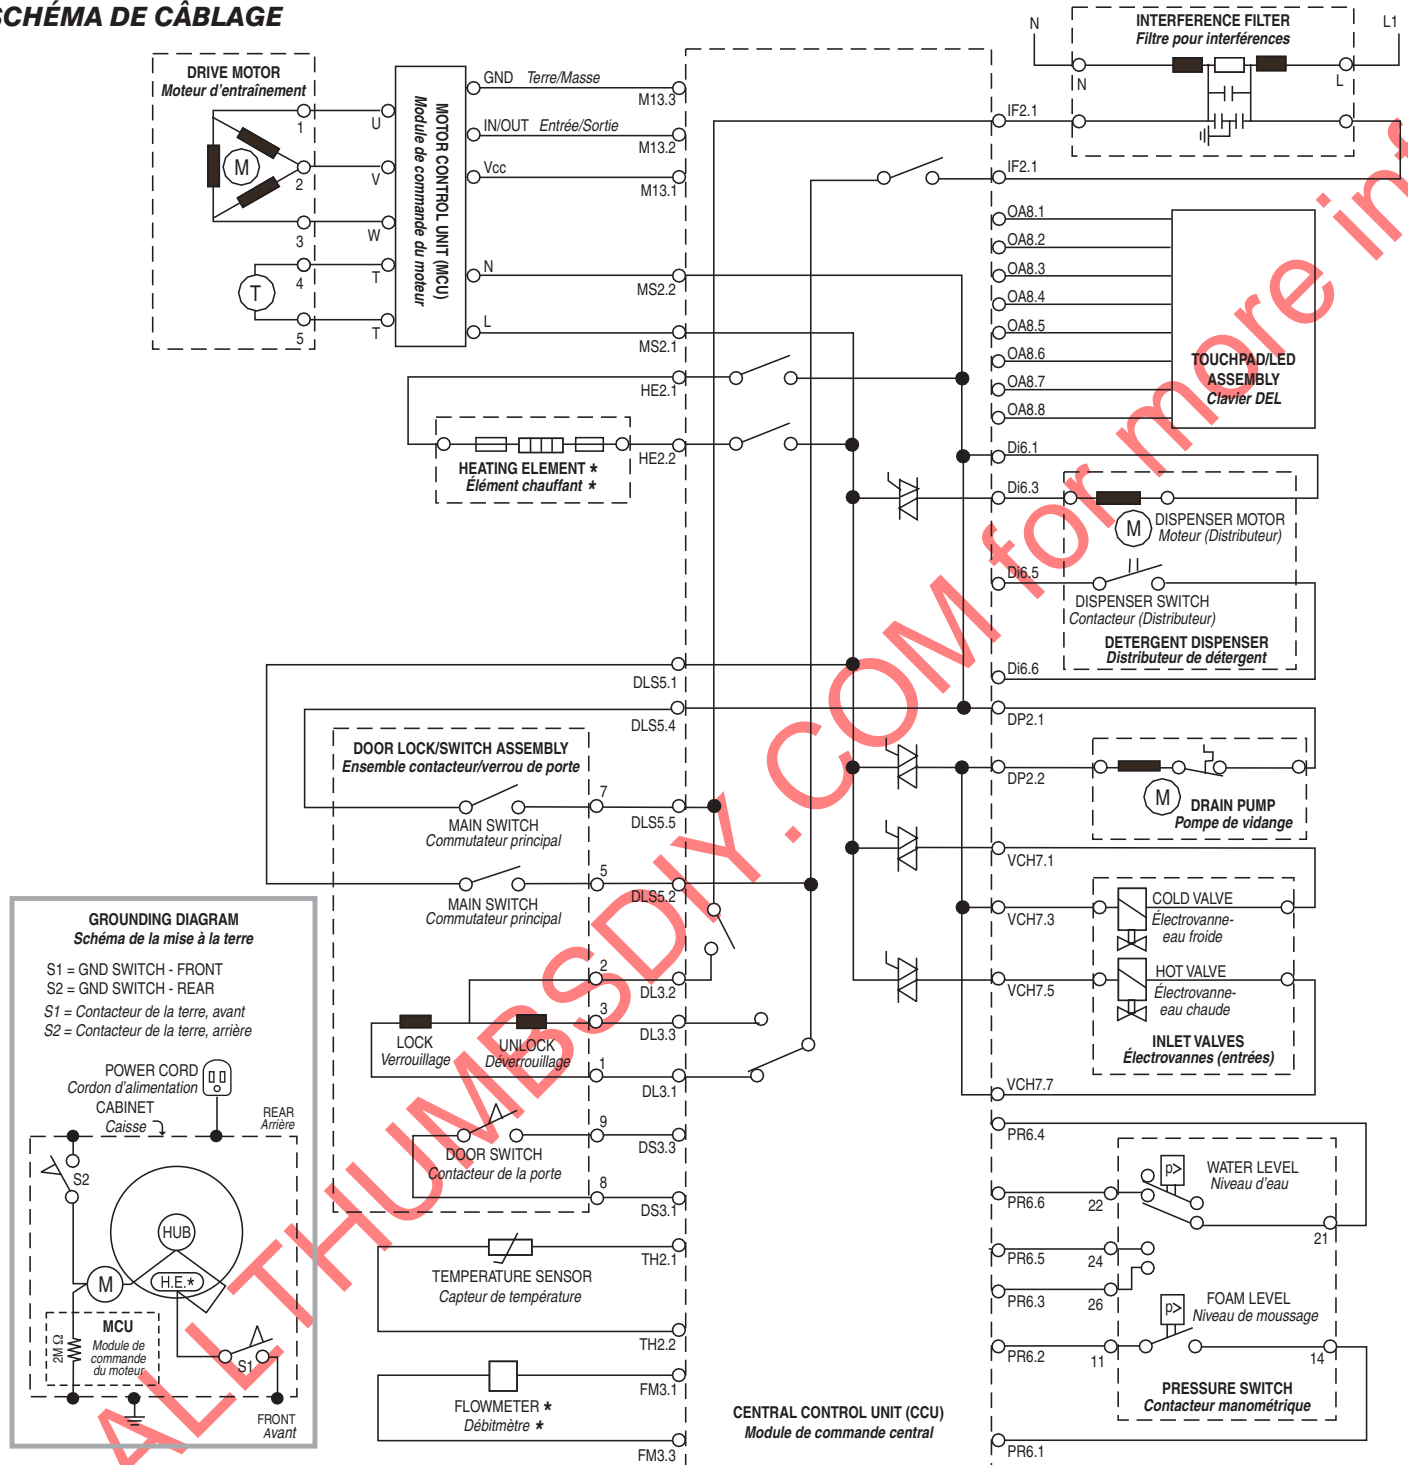 SCHÉMA DE CÂBLAGE
N
INTERFERENCE FILTER
Filtre pour interférences
L1
N
L
DRIVE MOTOR
Moteur d'entraînement
1
M
2
3
4
T
5
U
V
W
T
T
MOTOR CONTROL UNIT (MCU)
Module de commande du moteur
GND Terre/Masse
M13.3
IN/OUT Entrée/Sortie
M13.2
Vcc
M13.1
N
MS2.2
L
MS2.1
HE2.1
HE2.2
HEATING ELEMENT *
Élément chauffant *
IF2.1
IF2.1
OA8.1
OA8.2
OA8.3
OA8.4
OA8.5
OA8.6
OA8.7
OA8.8
TOUCHPAD/LED
ASSEMBLY
Clavier DEL
Di6.1
Di6.3
M
DISPENSER MOTOR
Moteur (Distributeur)
Di6.5
DISPENSER SWITCH
Contacteur (Distributeur)
DETERGENT DISPENSER
Distributeur de détergent
Di6.6
DLS5.1
DLS5.4
DP2.1
DP2.2
M
DRAIN PUMP
Pompe de vidange
DOOR LOCK/SWITCH ASSEMBLY
Ensemble contacteur/verrou de porte
7
MAIN SWITCH
Commutateur principal
DLS5.5
5
MAIN SWITCH
Commutateur principal
DLS5.2
VCH7.1
VCH7.3
COLD VALVE
Électrovanne-
eau froide
VCH7.5
HOT VALVE
Électrovanne-
eau chaude
INLET VALVES
Électrovannes (entrées)
VCH7.7
2
DL3.2
3
DL3.3
LOCK
Verrouillage
UNLOCK
Déverrouillage
1
DL3.1
9
DS3.3
DOOR SWITCH
Contacteur de la porte
8
DS3.1
TH2.1
TEMPERATURE SENSOR
Capteur de température
TH2.2
FM3.1
FLOWMETER *
Débitmètre *
FM3.3
CENTRAL CONTROL UNIT (CCU)
Module de commande central
PR6.4
p>
WATER LEVEL
Niveau d'eau
PR6.6
22
21
PR6.5
24
PR6.3
26
p>
FOAM LEVEL
Niveau de moussage
PR6.2
11
14
PRESSURE SWITCH
Contacteur manométrique
PR6.1
GROUNDING DIAGRAM
Schéma de la mise à la terre
S1 = GND SWITCH - FRONT
S2 = GND SWITCH - REAR
S1 = Contacteur de la terre, avant
S2 = Contacteur de la terre, arrière
POWER CORD
Cordon d'alimentation
CABINET
Caisse
REAR
Arrière
S2
HUB
H.E.*
M
MCU
Module de
commande
du moteur
2M Ω
S1
FRONT
Avant
ALLTHUMBSDIY.COM for more inf